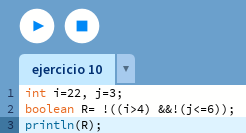 ejercicio 10
1 int i=22, j=3;
2 boolean R= !((i>4) &&!(j<=6));
3 println(R);